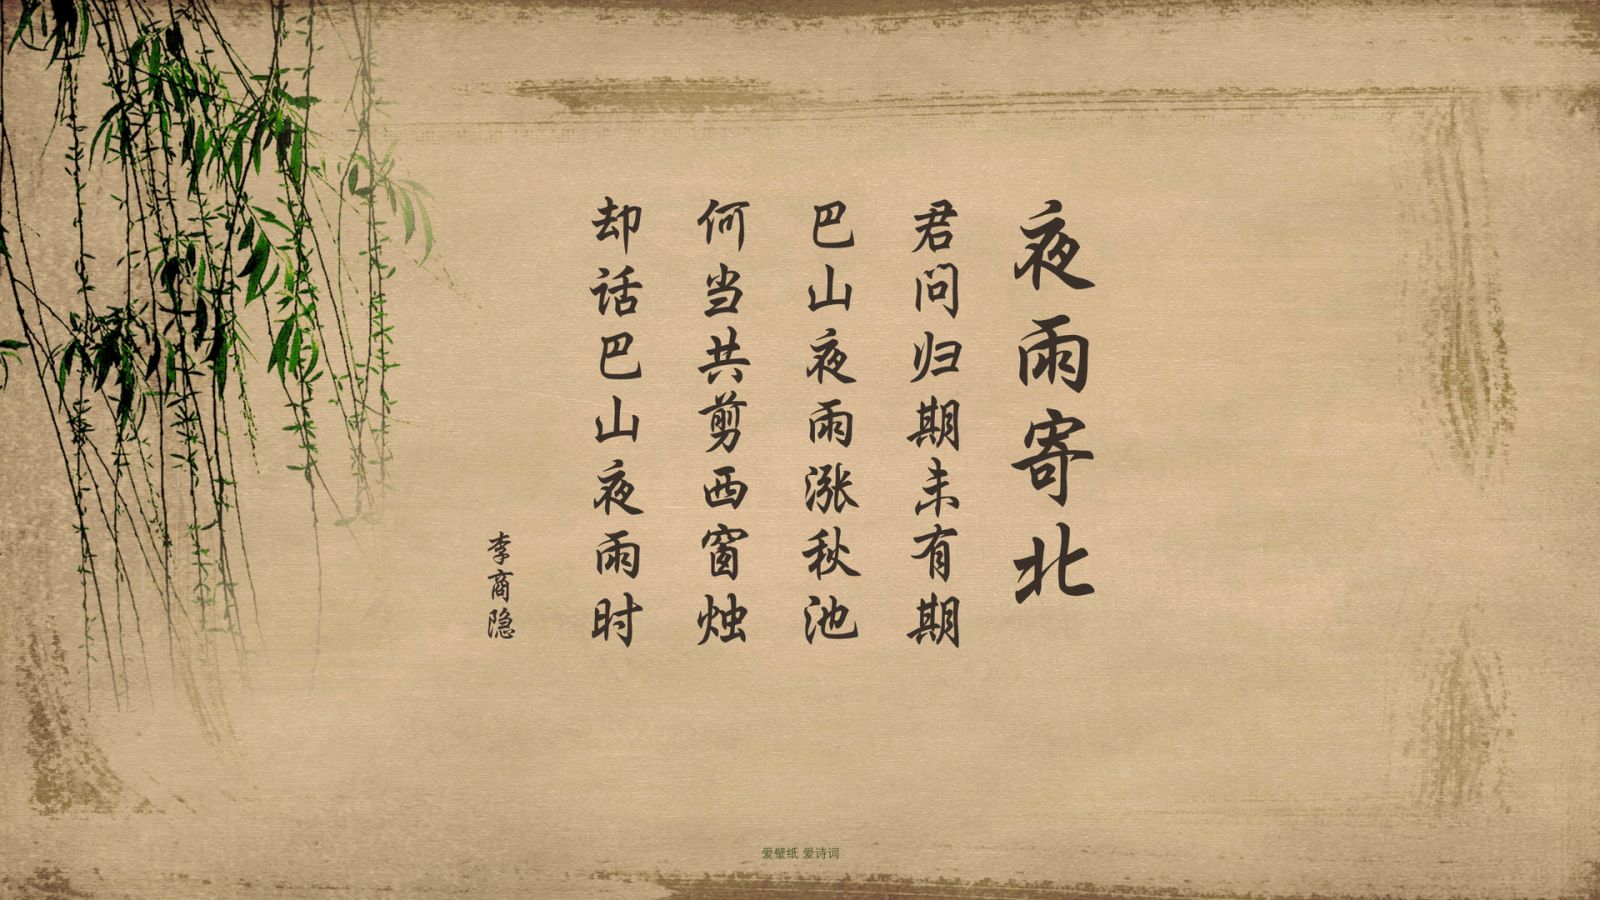 夜雨寄北
君问归期未有期
巴山夜雨涨秋池
何当共剪西窗烛
却话巴山夜雨时
李商隐
爱壁纸 爱诗词